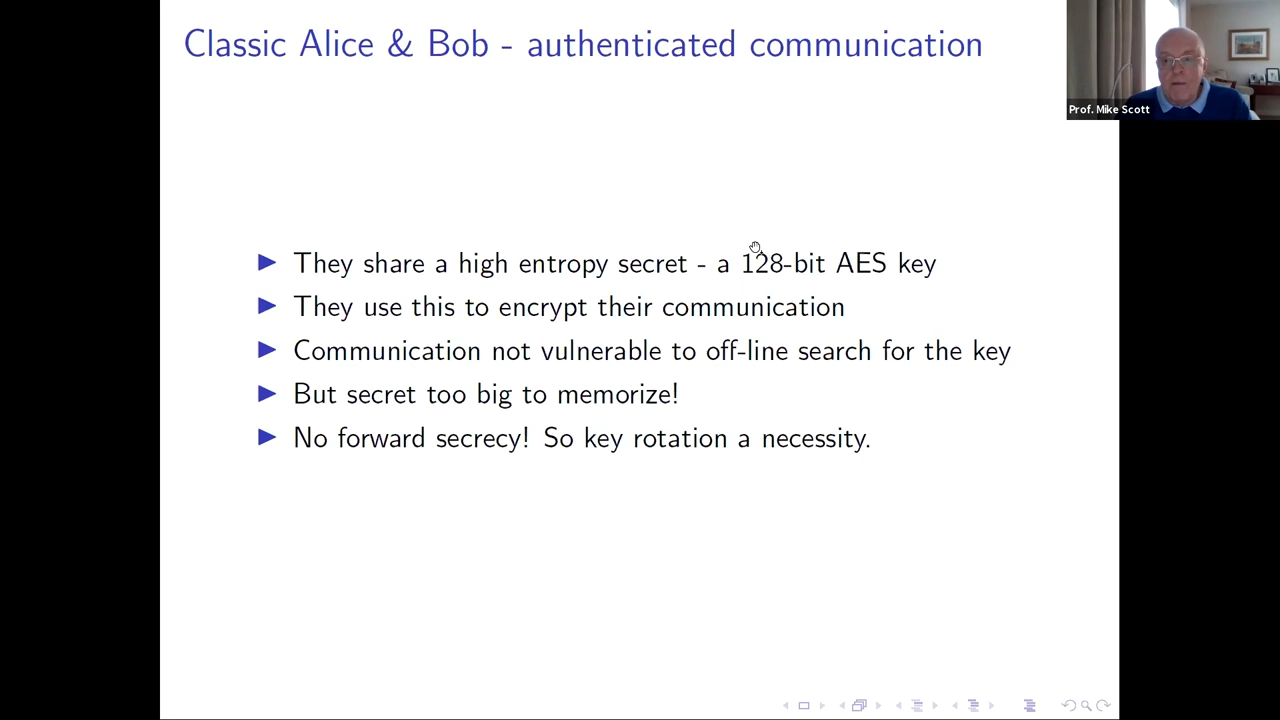 Classic Alice & Bob - authenticated communication
Prof. Mike Scott
They share a high entropy secret - a 128-bit AES key
They use this to encrypt their communication
Communication not vulnerable to off-line search for the key
But secret too big to memorize!
No forward secrecy! So key rotation a necessity.